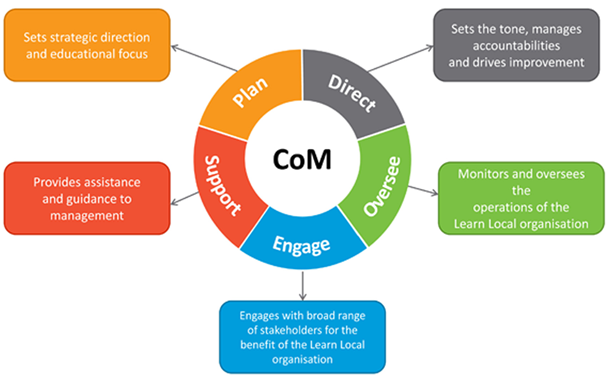 Sets strategic direction
and educational focus
Sets the tone, manages
accountabilities
and drives improvement
Plan
Direct
CoM
Support
Oversee
Engage
Provides assistance
and guidance to
management
Monitors and oversees
the
operations of the
Learn Local organisation
Engages with broad range
of stakeholders for the
benefit of the Learn Local
organisation